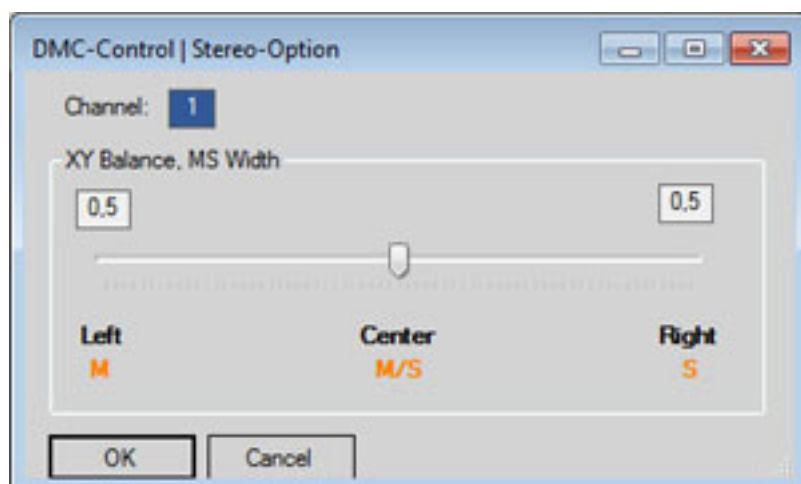 DMC-Control | Stereo-Option
Channel: 1
XY Balance, MS Width
0,5 0,5
Left Center Right
M M/S S
OK Cancel